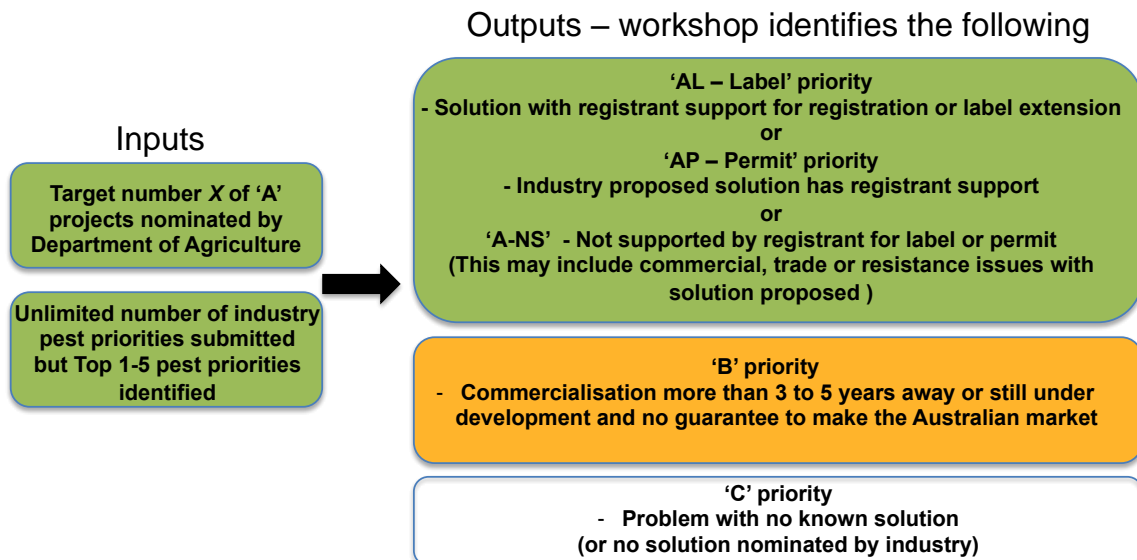 Outputs – workshop identifies the following
Inputs
Target number X of ‘A’
projects nominated by
Department of Agriculture
Unlimited number of industry
pest priorities submitted
but Top 1-5 pest priorities
identified
‘AL – Label’ priority
- Solution with registrant support for registration or label extension
or
‘AP – Permit’ priority
- Industry proposed solution has registrant support
or
‘A-NS’ - Not supported by registrant for label or permit
(This may include commercial, trade or resistance issues with
solution proposed )
‘B’ priority
- Commercialisation more than 3 to 5 years away or still under
development and no guarantee to make the Australian market
‘C’ priority
- Problem with no known solution
(or no solution nominated by industry)